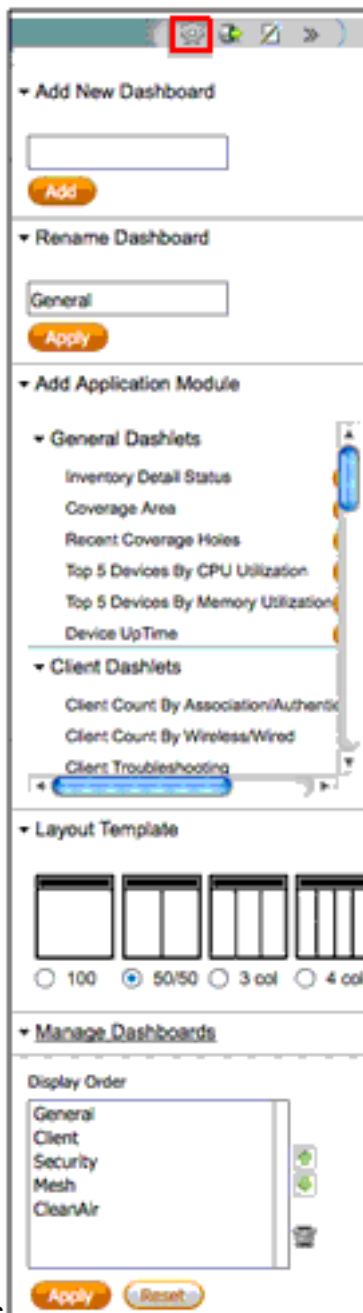 Add New Dashboard
Add
Rename Dashboard
General
Apply
Add Application Module
General Dashlets
Inventory Detail Status
Coverage Area
Recent Coverage Holes
Top 5 Devices By CPU Utilization
Top 5 Devices By Memory Utilization
Device UpTime
Client Dashlets
Client Count By Association/Authentic
Client Count By Wireless/Wired
Client Troubleshooting
Layout Template
100 50/50 3 col 4 col
Manage Dashboards
Display Order
General
Client
Security
Mesh
CleanAir
Apply Reset